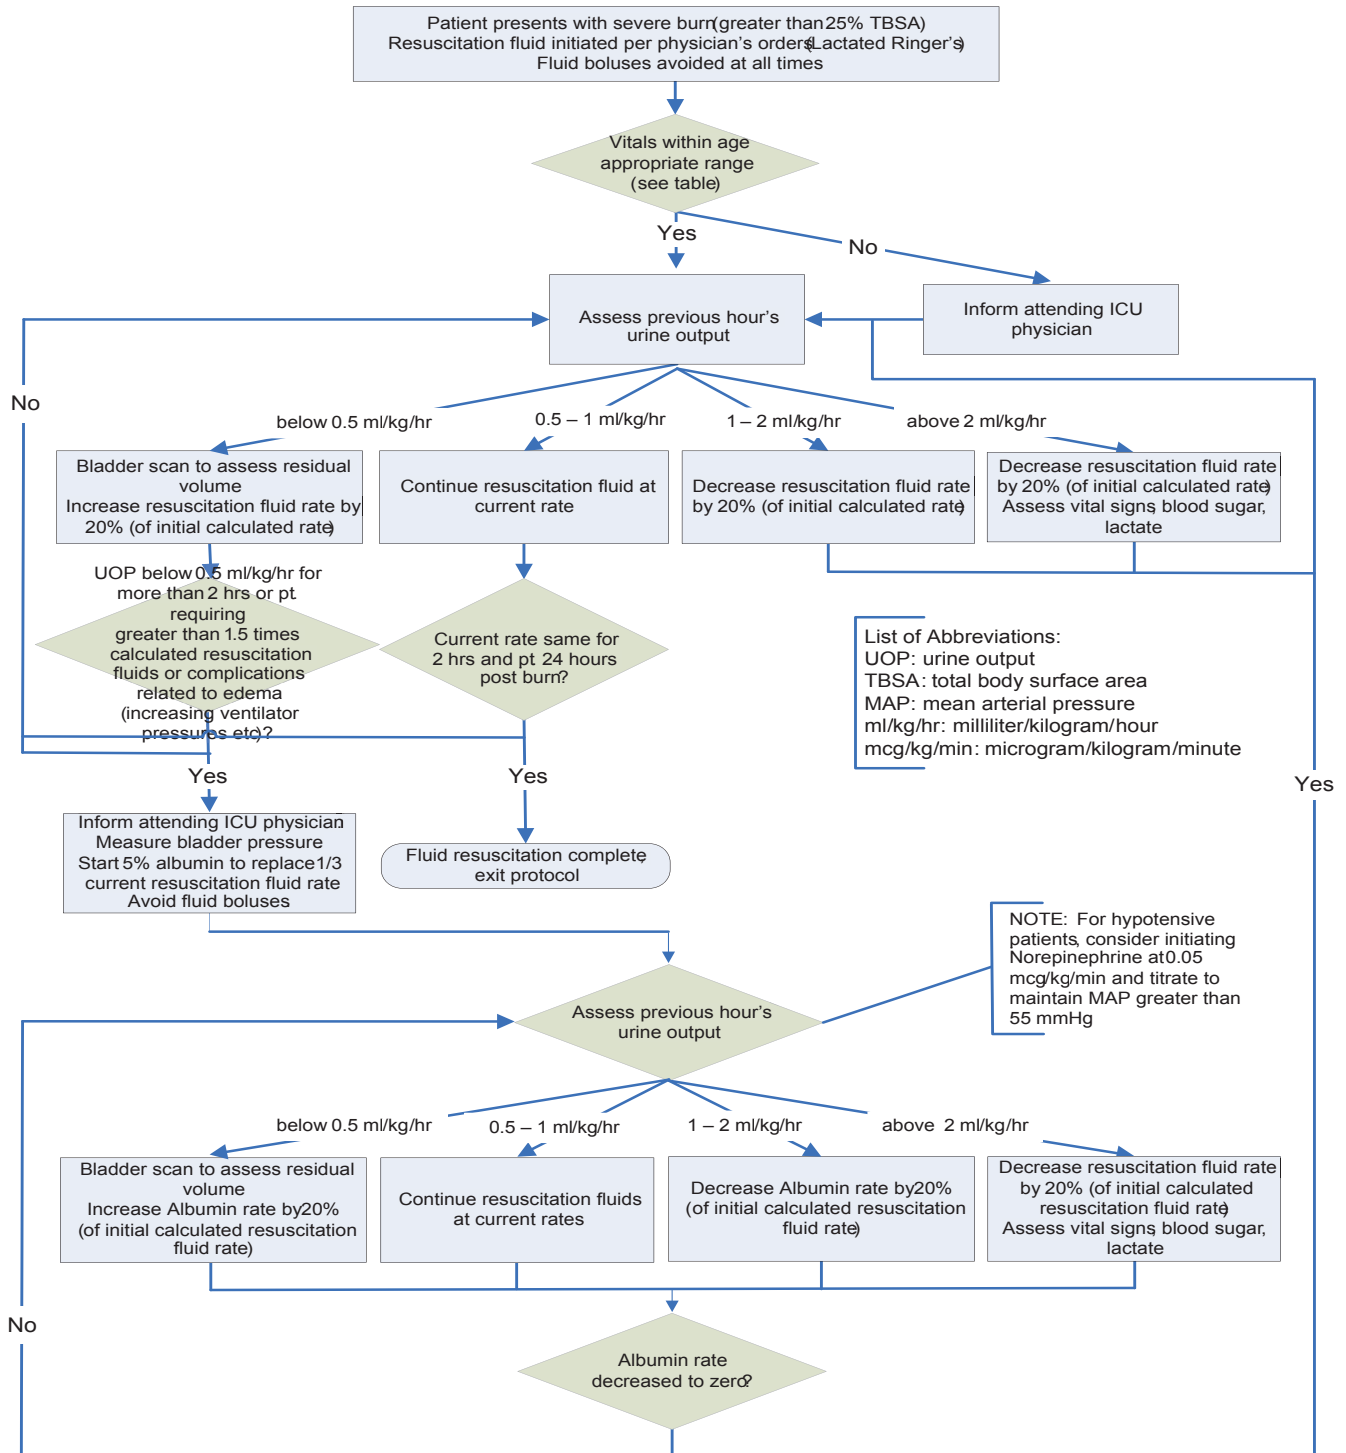 Patient presents with severe burn(greater than 25% TBSA)
Resuscitation fluid initiated per physician's orders(Lactated Ringer's)
Fluid boluses avoided at all times
Vitals within age
appropriate range
(see table)
Yes
No
Assess previous hour's
urine output
Inform attending ICU
physician
No
below 0.5 ml/kg/hr
0.5 – 1 ml/kg/hr
1 – 2 ml/kg/hr
above 2 ml/kg/hr
Bladder scan to assess residual
volume
Increase resuscitation fluid rate by
20% (of initial calculated rate)
Continue resuscitation fluid at
current rate
Decrease resuscitation fluid rate
by 20% (of initial calculated rate)
Decrease resuscitation fluid rate
by 20% (of initial calculated rate)
Assess vital signs, blood sugar,
lactate
UOP below 0.5 ml/kg/hr for
more than 2 hrs or pt.
requiring
greater than 1.5 times
calculated resuscitation
fluids or complications
related to edema
(increasing ventilator
pressures etc)?
Current rate same for
2 hrs and pt. 24 hours
post burn?
List of Abbreviations:
UOP: urine output
TBSA: total body surface area
MAP: mean arterial pressure
ml/kg/hr: milliliter/kilogram/hour
mcg/kg/min: microgram/kilogram/minute
Yes
Yes
Yes
Inform attending ICU physician.
Measure bladder pressure
Start 5% albumin to replace 1/3
current resuscitation fluid rate
Avoid fluid boluses
Fluid resuscitation complete,
exit protocol
NOTE: For hypotensive
patients, consider initiating
Norepinephrine at 0.05
mcg/kg/min and titrate to
maintain MAP greater than
55 mmHg
Assess previous hour's
urine output
below 0.5 ml/kg/hr
0.5 – 1 ml/kg/hr
1 – 2 ml/kg/hr
above 2 ml/kg/hr
Bladder scan to assess residual
volume
Increase Albumin rate by 20%
(of initial calculated resuscitation
fluid rate)
Continue resuscitation fluids
at current rates
Decrease Albumin rate by 20%
(of initial calculated resuscitation
fluid rate)
Decrease resuscitation fluid rate
by 20% (of initial calculated
resuscitation fluid rate)
Assess vital signs, blood sugar,
lactate
No
Albumin rate
decreased to zero?